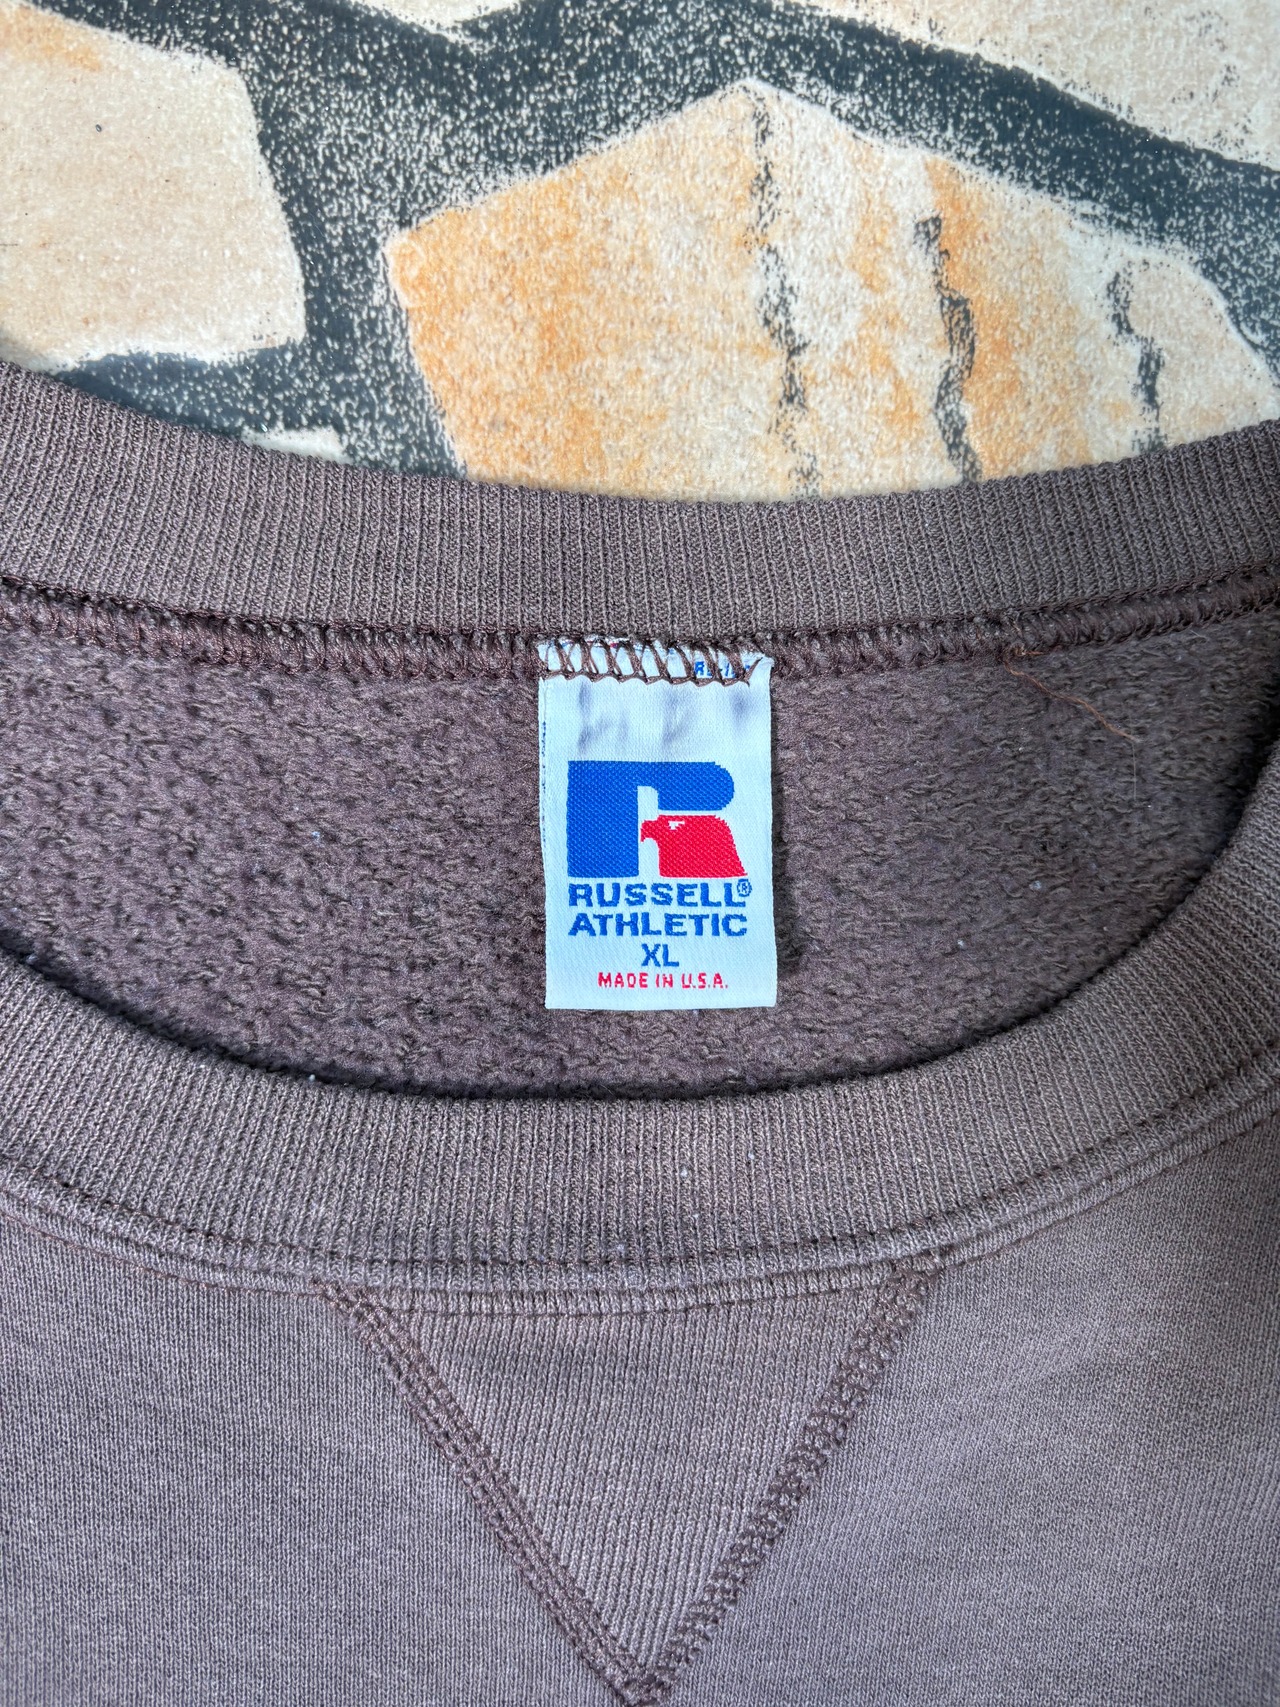 RUSSELL®
ATHLETIC
XL
MADE IN U.S.A.